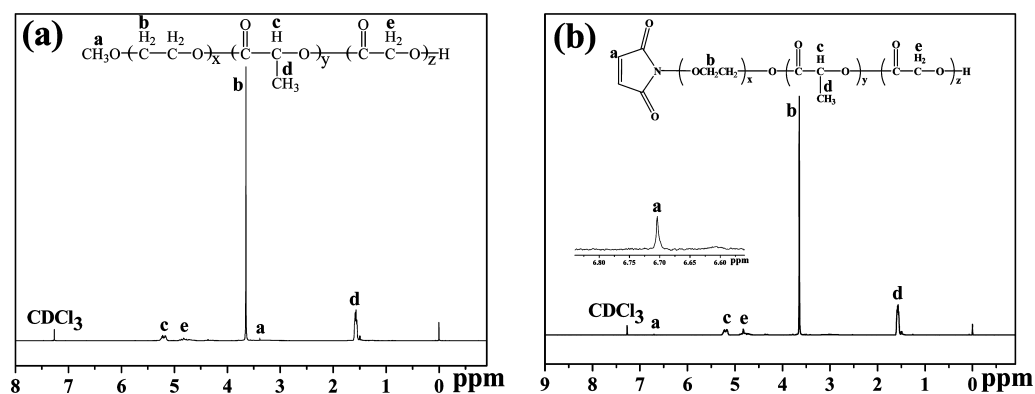 (a)
b
a
c
e
H2 H2
O
H
O
H2
CH3O
C
C
O
x
C
C
O
y
C
C
O
z
H
d
CH3
b
CDCl3
c
e
a
d
8 7 6 5 4 3 2 1 0 ppm
(b)
a
O
N
O
b
OCH2CH2
x
O
O
C
c
H
C
O
d
CH3
y
O
C
e
H2
C
O
z
H
b
a
6.80 6.75 6.70 6.65 6.60 ppm
CDCl3
a
c
e
d
9 8 7 6 5 4 3 2 1 0 ppm